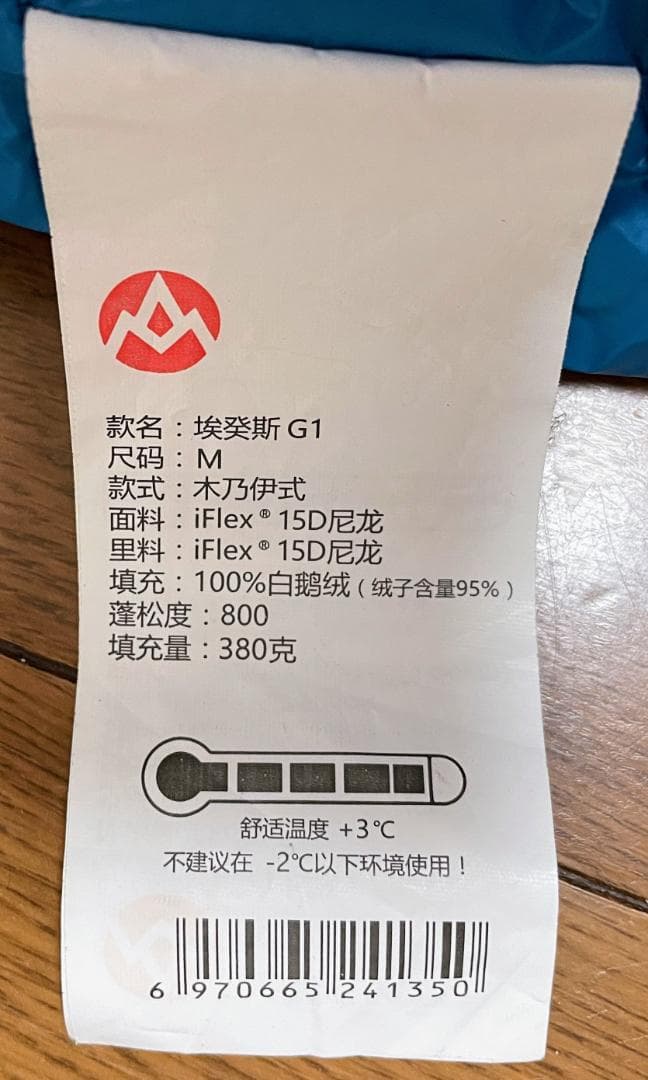 款名：埃癸斯 G1
尺码：M
款式：木乃伊式
面料：iFlex® 15D尼龙
里料：iFlex® 15D尼龙
填充：100%白鹅绒（绒子含量95%）
蓬松度：800
填充量：380克
舒适温度 +3℃
不建议在 -2℃以下环境使用！
6 970665 241350